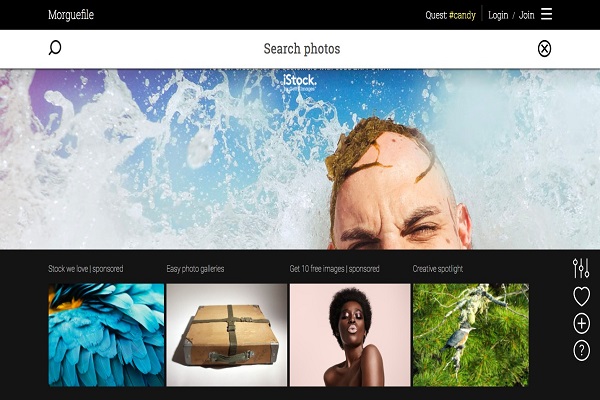 Morguefile
Quest #candy
Login / Join
Search photos
iStock.
by Getty Images™
Stock we love | sponsored
Easy photo galleries
Get 10 free images | sponsored
Creative spotlight
?